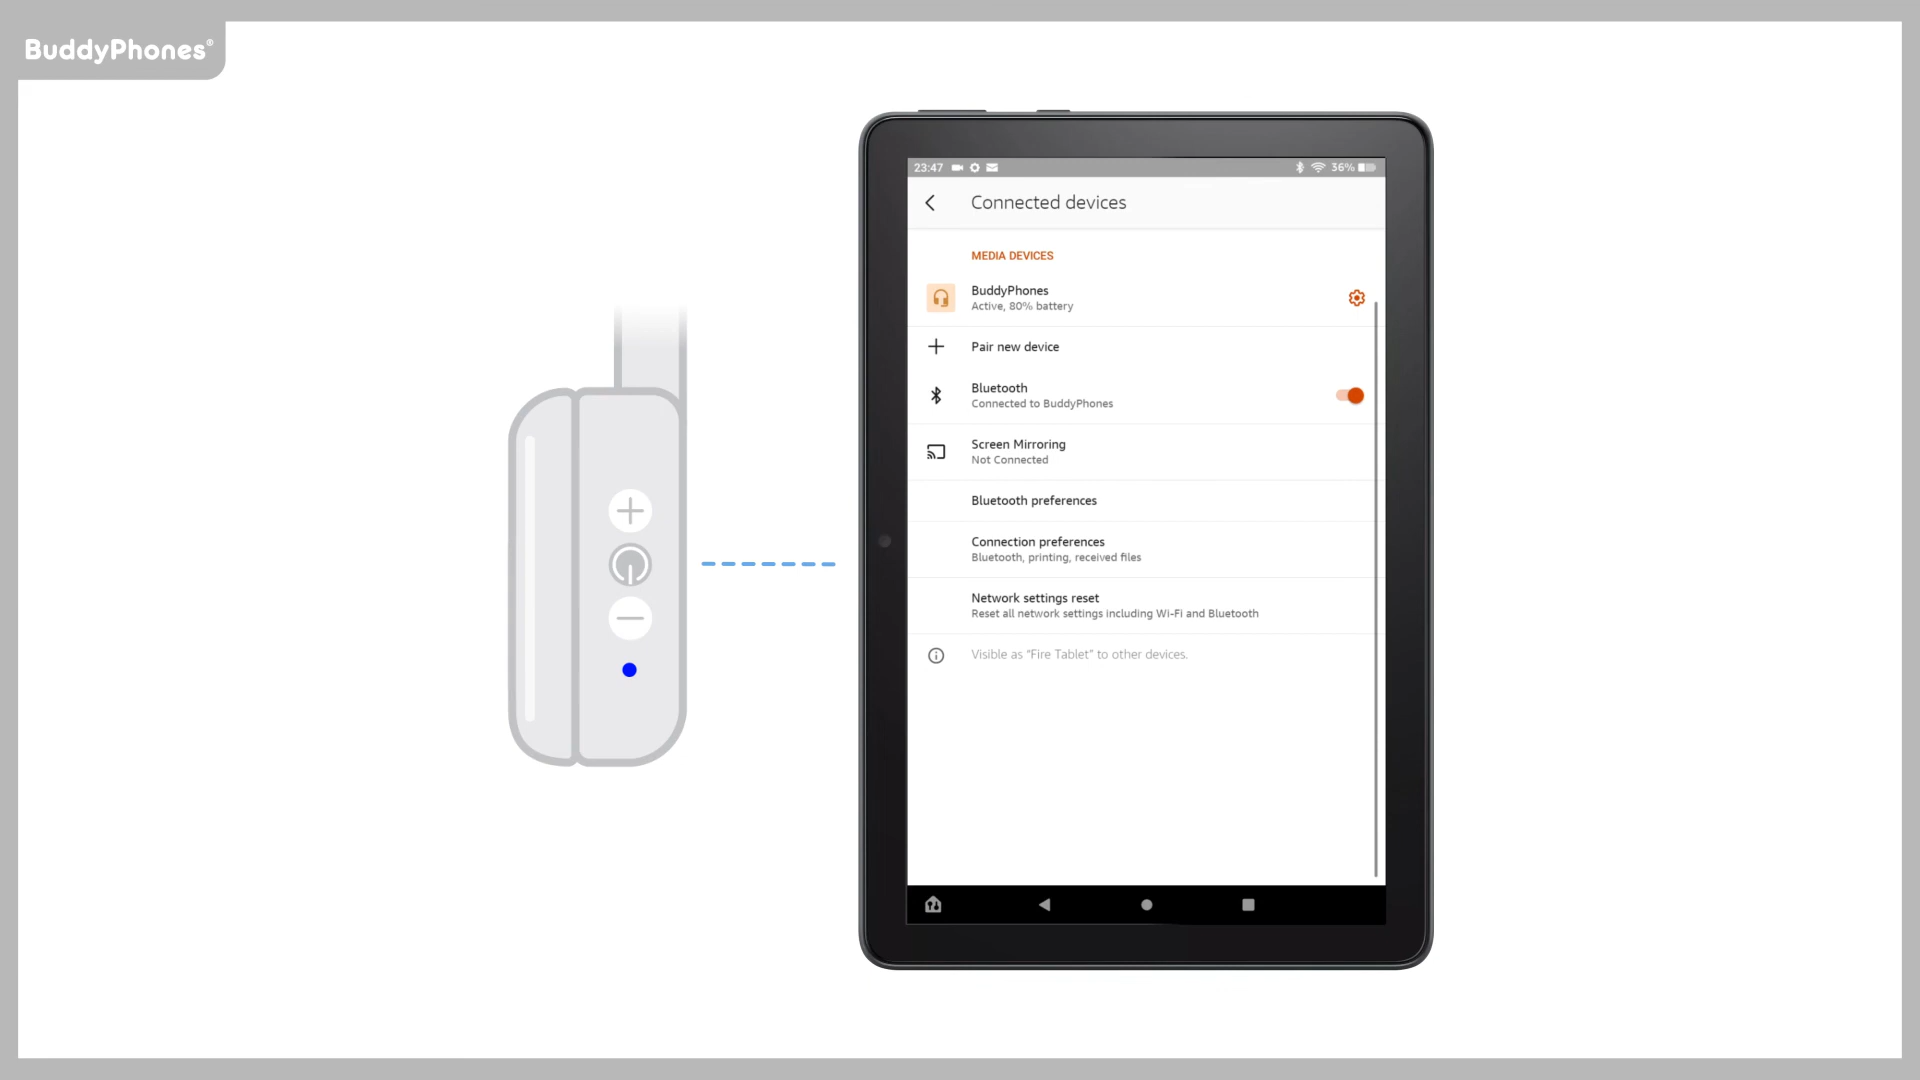 BuddyPhones®
23:47
36%
Connected devices
MEDIA DEVICES
BuddyPhones
Active, 80% battery
Pair new device
Bluetooth
Connected to BuddyPhones
Screen Mirroring
Not Connected
Bluetooth preferences
Connection preferences
Bluetooth, printing, received files
Network settings reset
Reset all network settings including Wi-Fi and Bluetooth
Visible as “Fire Tablet” to other devices.